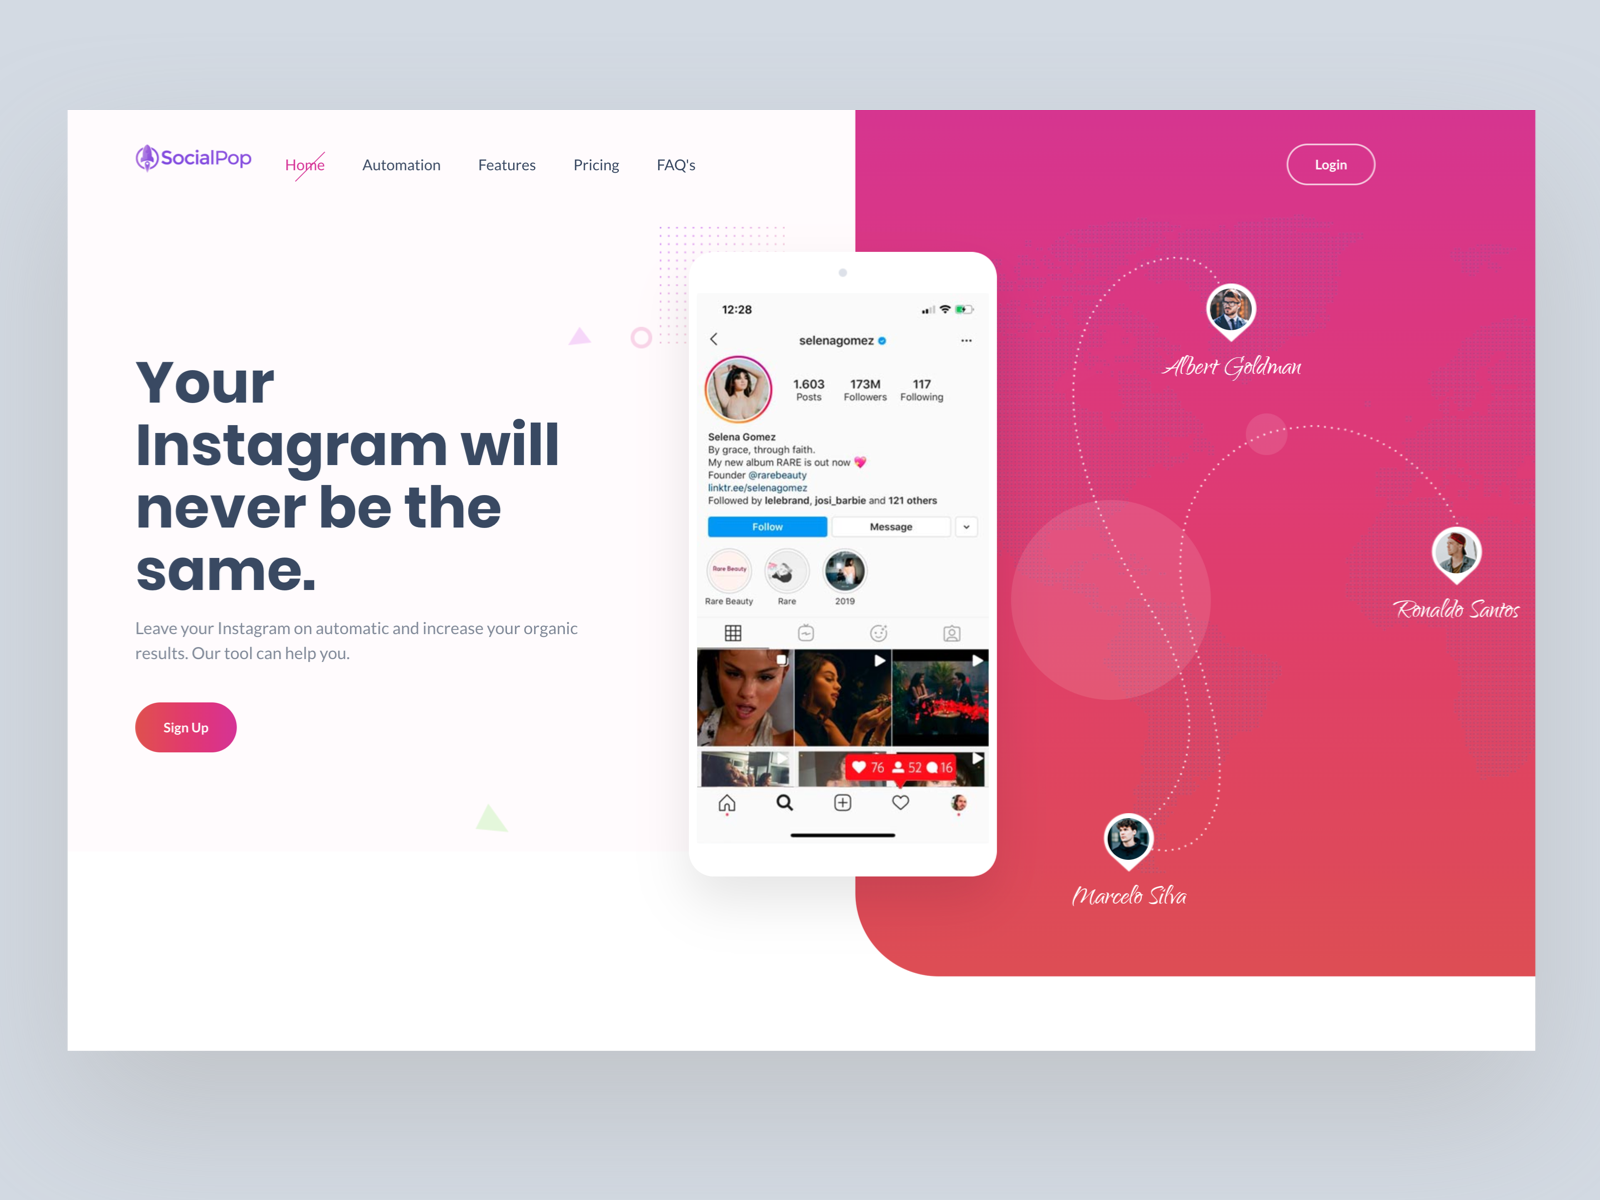 SocialPop
Home
Automation
Features
Pricing
FAQ's
Login
Your
Instagram will
never be the
same.
Leave your Instagram on automatic and increase your organic
results. Our tool can help you.
Sign Up
12:28
selenagomez
1.603
173M
117
Posts
Followers
Following
Selena Gomez
By grace, through faith.
My new album RARE is out now 💖
Founder @rarebeauty
linktr.ee/selenagomez
Followed by lelebrand, josi_barbie and 121 others
Follow
Message
Rare Beauty
Rare Beauty
Rare
2019
76
52
16
Albert Goldman
Ronaldo Santos
Marcelo Silva